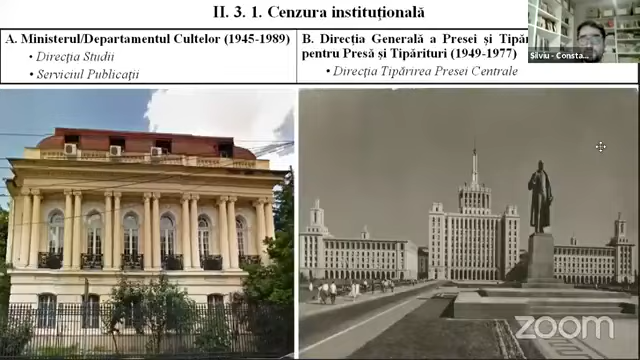 II. 3. 1. Cenzura instituțională
A. Ministerul/Departamentul Cultelor (1945-1989)
• Direcția Studii
• Serviciul Publicații
B. Direcția Generală a Presei și
pentru Presă și Tipărituri (1949-1977)
• Direcția Tipărirea Presei Centrale
Silviu - Consta...
zoom